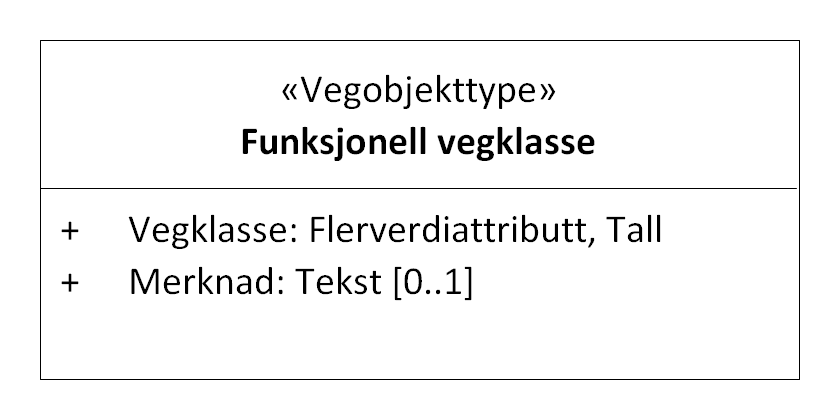 «Vegobjekttype»
Funksjonell vegklasse
+ Vegklasse: Flerverdiattributt, Tall
+ Merknad: Tekst [0..1]